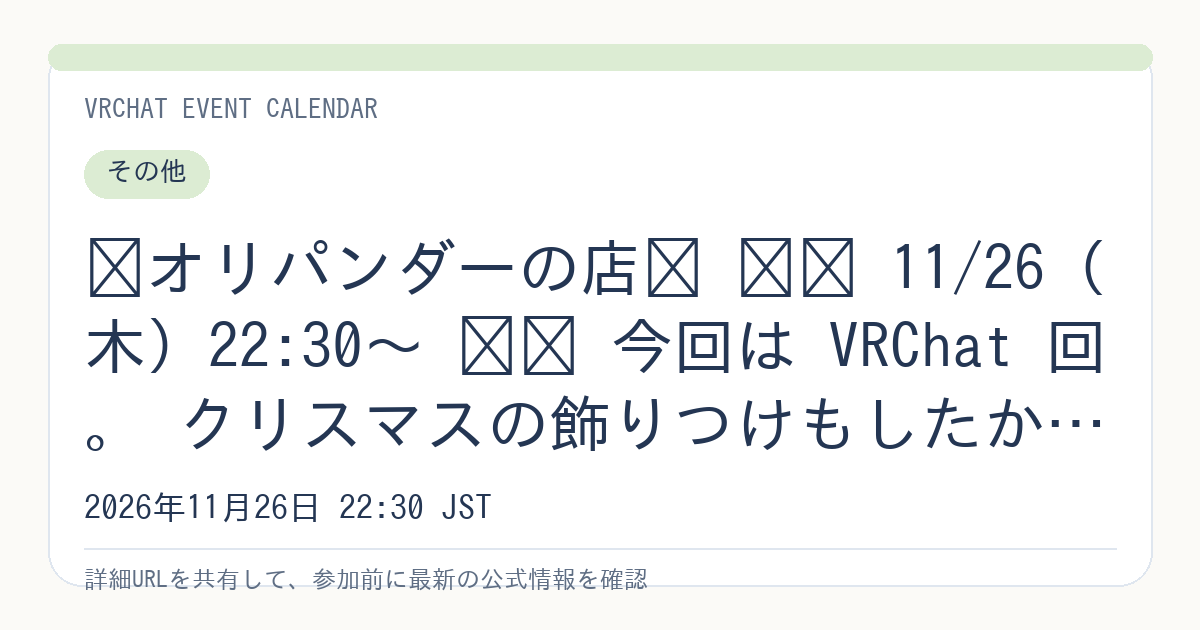 VRCHAT EVENT CALENDAR
その他
オリパンダーの店 11/26（
木）22:30〜 今回は VRChat 回
。 クリスマスの飾りつけもしたか…
2026年11月26日 22:30 JST
詳細URLを共有して、参加前に最新の公式情報を確認